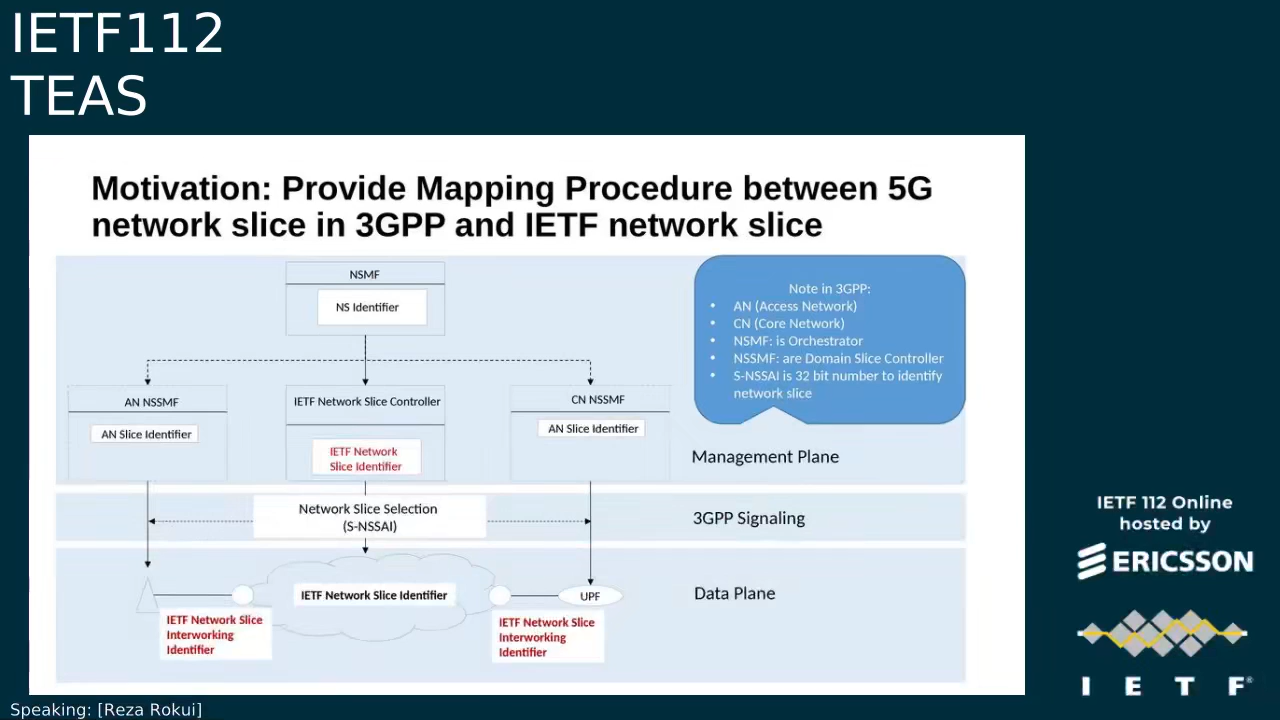 IETF112
TEAS
Motivation: Provide Mapping Procedure between 5G
network slice in 3GPP and IETF network slice
NSMF
NS Identifier
Note in 3GPP:
• AN (Access Network)
• CN (Core Network)
• NSMF: is Orchestrator
• NSSMF: are Domain Slice Controller
• S-NSSAI is 32 bit number to identify
network slice
AN NSSMF
AN Slice Identifier
IETF Network Slice Controller
IETF Network
Slice Identifier
CN NSSMF
AN Slice Identifier
Management Plane
Network Slice Selection
(S-NSSAI)
3GPP Signaling
IETF Network Slice Identifier
UPF
Data Plane
IETF Network Slice
Interworking
Identifier
IETF Network Slice
Interworking
Identifier
IETF 112 Online
hosted by
ERICSSON
I E T F®
Speaking: [Reza Rokui]